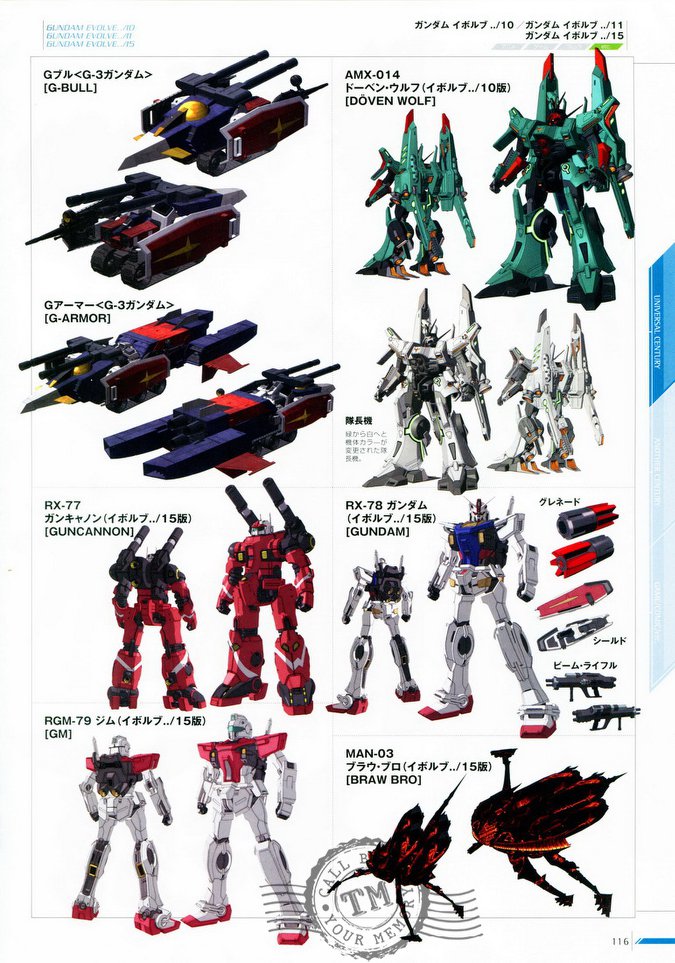 GUNDAM EVOLVE../10
GUNDAM EVOLVE../11
GUNDAM EVOLVE../15
ガンダム イボルブ ../10／ガンダム イボルブ ../11
ガンダム イボルブ ../15
Gブル<G-3ガンダム>
[G-BULL]
AMX-014
ドーベン・ウルフ(イボルブ../10版)
[DÖVEN WOLF]
Gアーマー<G-3ガンダム>
[G-ARMOR]
隊長機
緑から白へと
機体カラーが
変更された隊
長機。
RX-77
ガンキャノン(イボルブ../15版)
[GUNCANNON]
RX-78 ガンダム
(イボルブ../15版)
[GUNDAM]
グレネード
シールド
ビーム・ライフル
RGM-79 ジム(イボルブ../15版)
[GM]
MAN-03
ブラウ・ブロ(イボルブ../15版)
[BRAW BRO]
UNIVERSAL CENTURY
ANOTHER CENTURY
TM
YOUR MEMORY
116